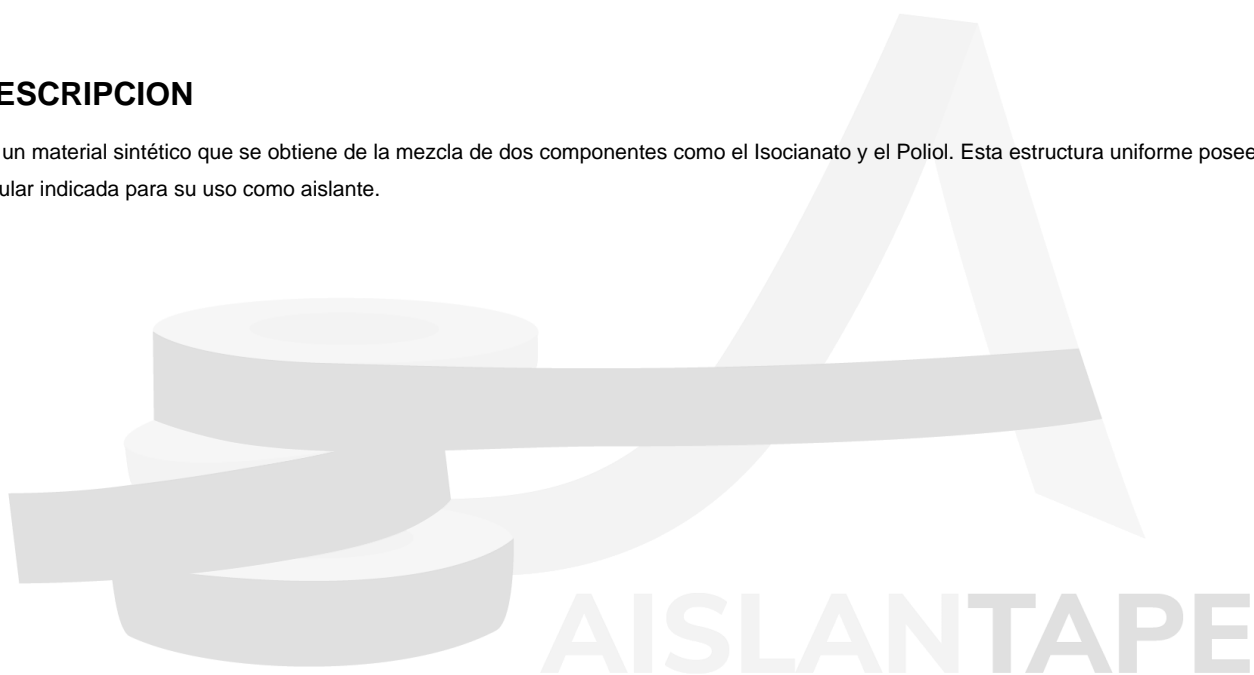 ESCRIPCION
un material sintético que se obtiene de la mezcla de dos componentes como el Isocianato y el Poliol. Esta estructura uniforme posee
ular indicada para su uso como aislante.
AISLANTAPE